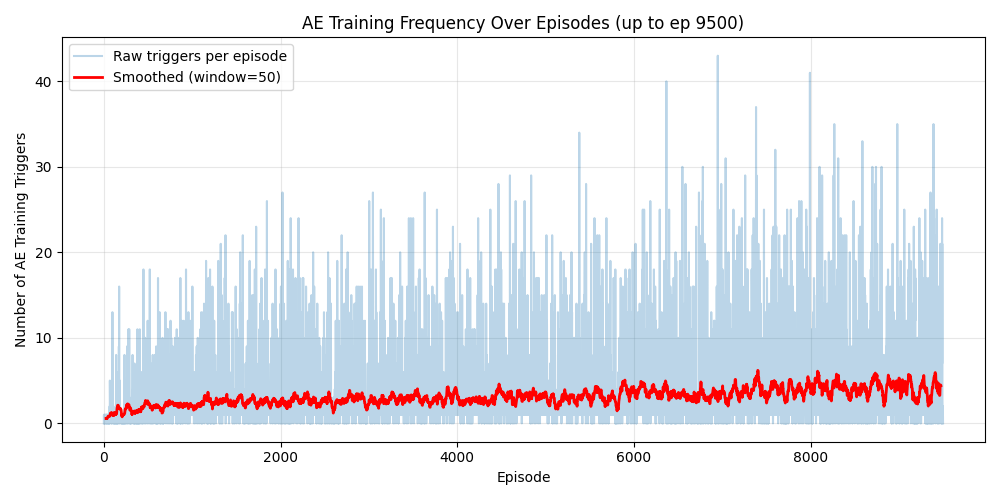 AE Training Frequency Over Episodes (up to ep 9500)
Raw triggers per episode
Smoothed (window=50)
Number of AE Training Triggers
40
30
20
10
0
0 2000 4000 6000 8000
Episode